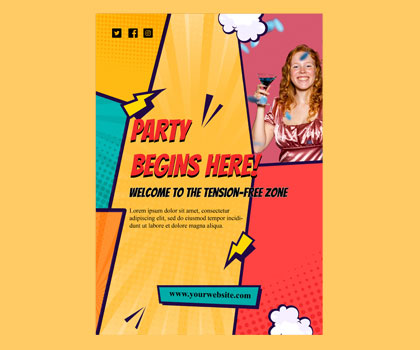 PARTY
BEGINS HERE!
WELCOME TO THE TENSION-FREE ZONE
Lorem ipsum dolor sit amet, consectetur
adipiscing elit, sed do eiusmod tempor incidi-
dunt ut labore et dolore magna aliqu.
www.yourwebsite.com